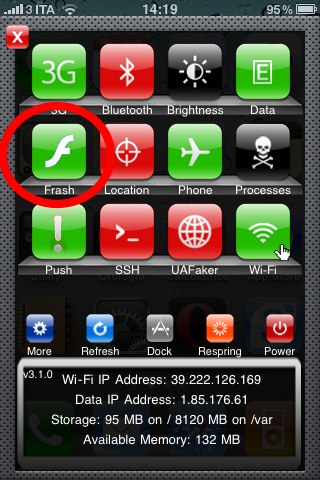 3 ITA 14:19 95%
X
3G
E
3G Bluetooth Brightness Data
Frash Location Phone Processes
Push SSH UAFaker Wi-Fi
More Refresh Dock Respring Power
v3.1.0
Wi-Fi IP Address: 39.222.126.169
Data IP Address: 1.85.176.61
Storage: 95 MB on / 8120 MB on /var
Available Memory: 132 MB